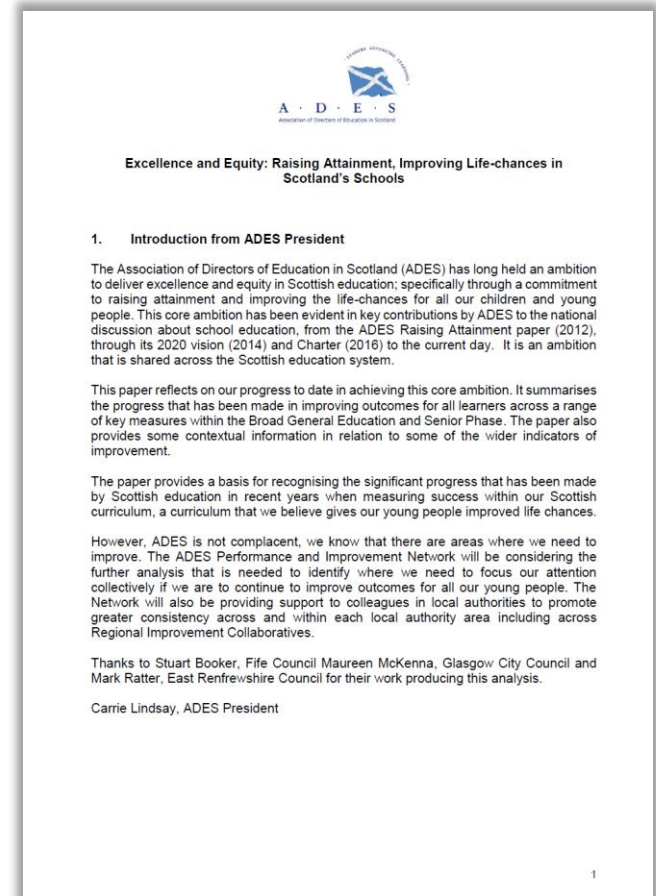 LEADERS ENHANCING LEARNING
A · D · E · S
Association of Directors of Education in Scotland
Excellence and Equity: Raising Attainment, Improving Life-chances in
Scotland's Schools
1. Introduction from ADES President
The Association of Directors of Education in Scotland (ADES) has long held an ambition
to deliver excellence and equity in Scottish education; specifically through a commitment
to raising attainment and improving the life-chances for all our children and young
people. This core ambition has been evident in key contributions by ADES to the national
discussion about school education, from the ADES Raising Attainment paper (2012),
through its 2020 vision (2014) and Charter (2016) to the current day. It is an ambition
that is shared across the Scottish education system.
This paper reflects on our progress to date in achieving this core ambition. It summarises
the progress that has been made in improving outcomes for all learners across a range
of key measures within the Broad General Education and Senior Phase. The paper also
provides some contextual information in relation to some of the wider indicators of
improvement.
The paper provides a basis for recognising the significant progress that has been made
by Scottish education in recent years when measuring success within our Scottish
curriculum, a curriculum that we believe gives our young people improved life chances.
However, ADES is not complacent, we know that there are areas where we need to
improve. The ADES Performance and Improvement Network will be considering the
further analysis that is needed to identify where we need to focus our attention
collectively if we are to continue to improve outcomes for all our young people. The
Network will also be providing support to colleagues in local authorities to promote
greater consistency across and within each local authority area including across
Regional Improvement Collaboratives.
Thanks to Stuart Booker, Fife Council Maureen McKenna, Glasgow City Council and
Mark Ratter, East Renfrewshire Council for their work producing this analysis.
Carrie Lindsay, ADES President
1